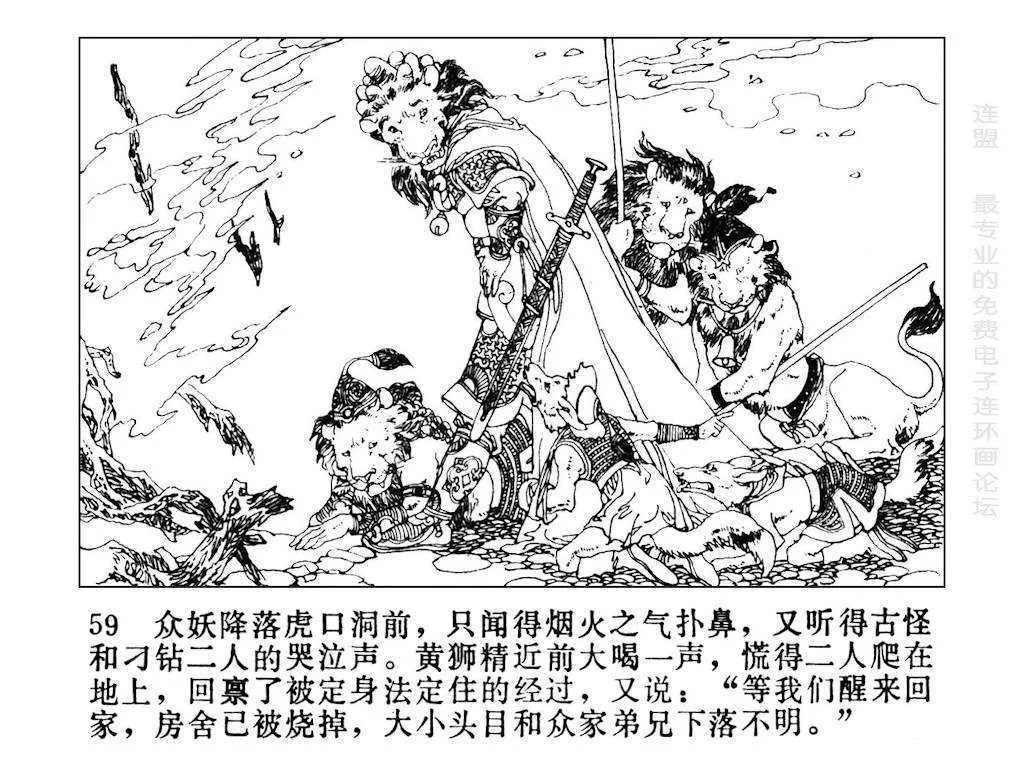 59 众妖降落虎口洞前，只闻得烟火之气扑鼻，又听得古怪
和刁钻二人的哭泣声。黄狮精近前大喝一声，慌得二人爬在
地上，回禀了被定身法定住的经过，又说：“等我们醒来回
家，房舍已被烧掉，大小头目和众家弟兄下落不明。”
连盟 最专业的免费电子连环画论坛